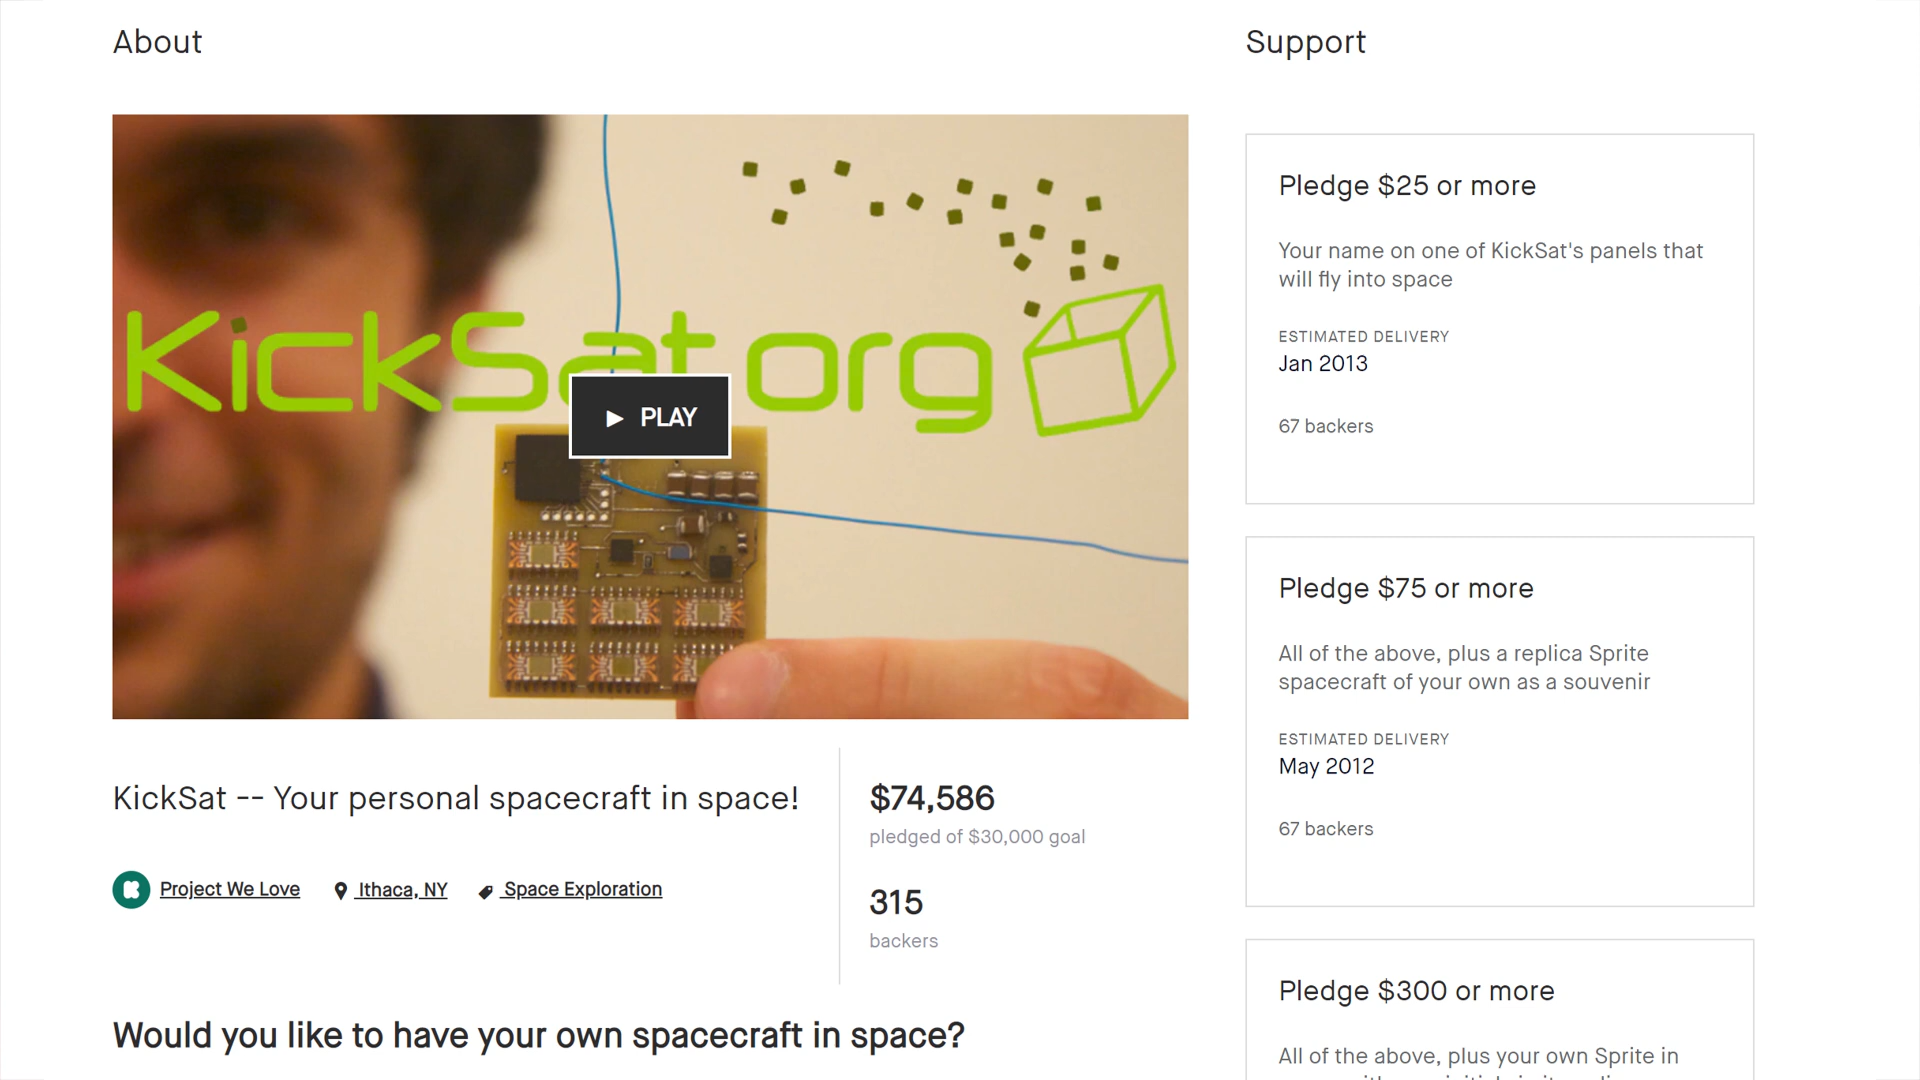 About
KickSat.org
PLAY
KickSat -- Your personal spacecraft in space!
Project We Love
Ithaca, NY
Space Exploration
$74,586
pledged of $30,000 goal
315
backers
Would you like to have your own spacecraft in space?
Support
Pledge $25 or more
Your name on one of KickSat's panels that
will fly into space
ESTIMATED DELIVERY
Jan 2013
67 backers
Pledge $75 or more
All of the above, plus a replica Sprite
spacecraft of your own as a souvenir
ESTIMATED DELIVERY
May 2012
67 backers
Pledge $300 or more
All of the above, plus your own Sprite in